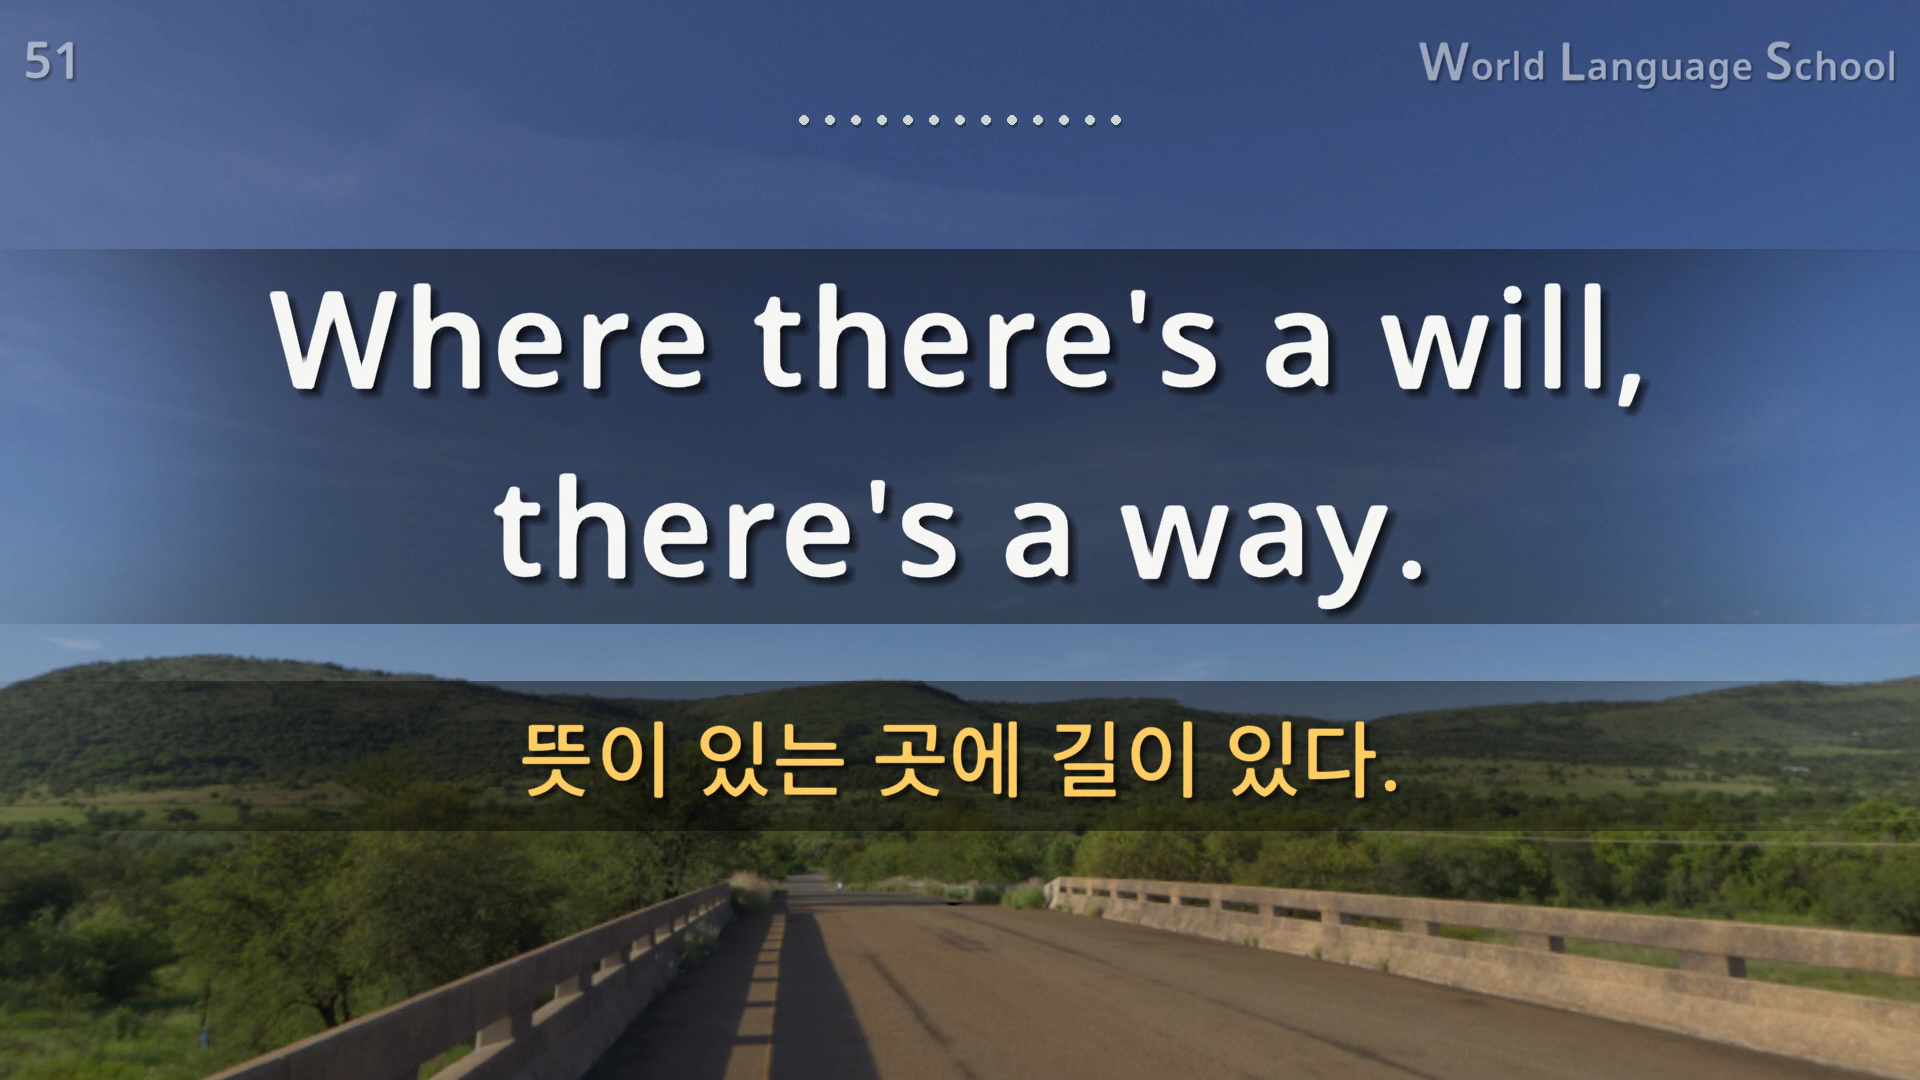 51
World Language School
Where there's a will,
there's a way.
뜻이 있는 곳에 길이 있다.